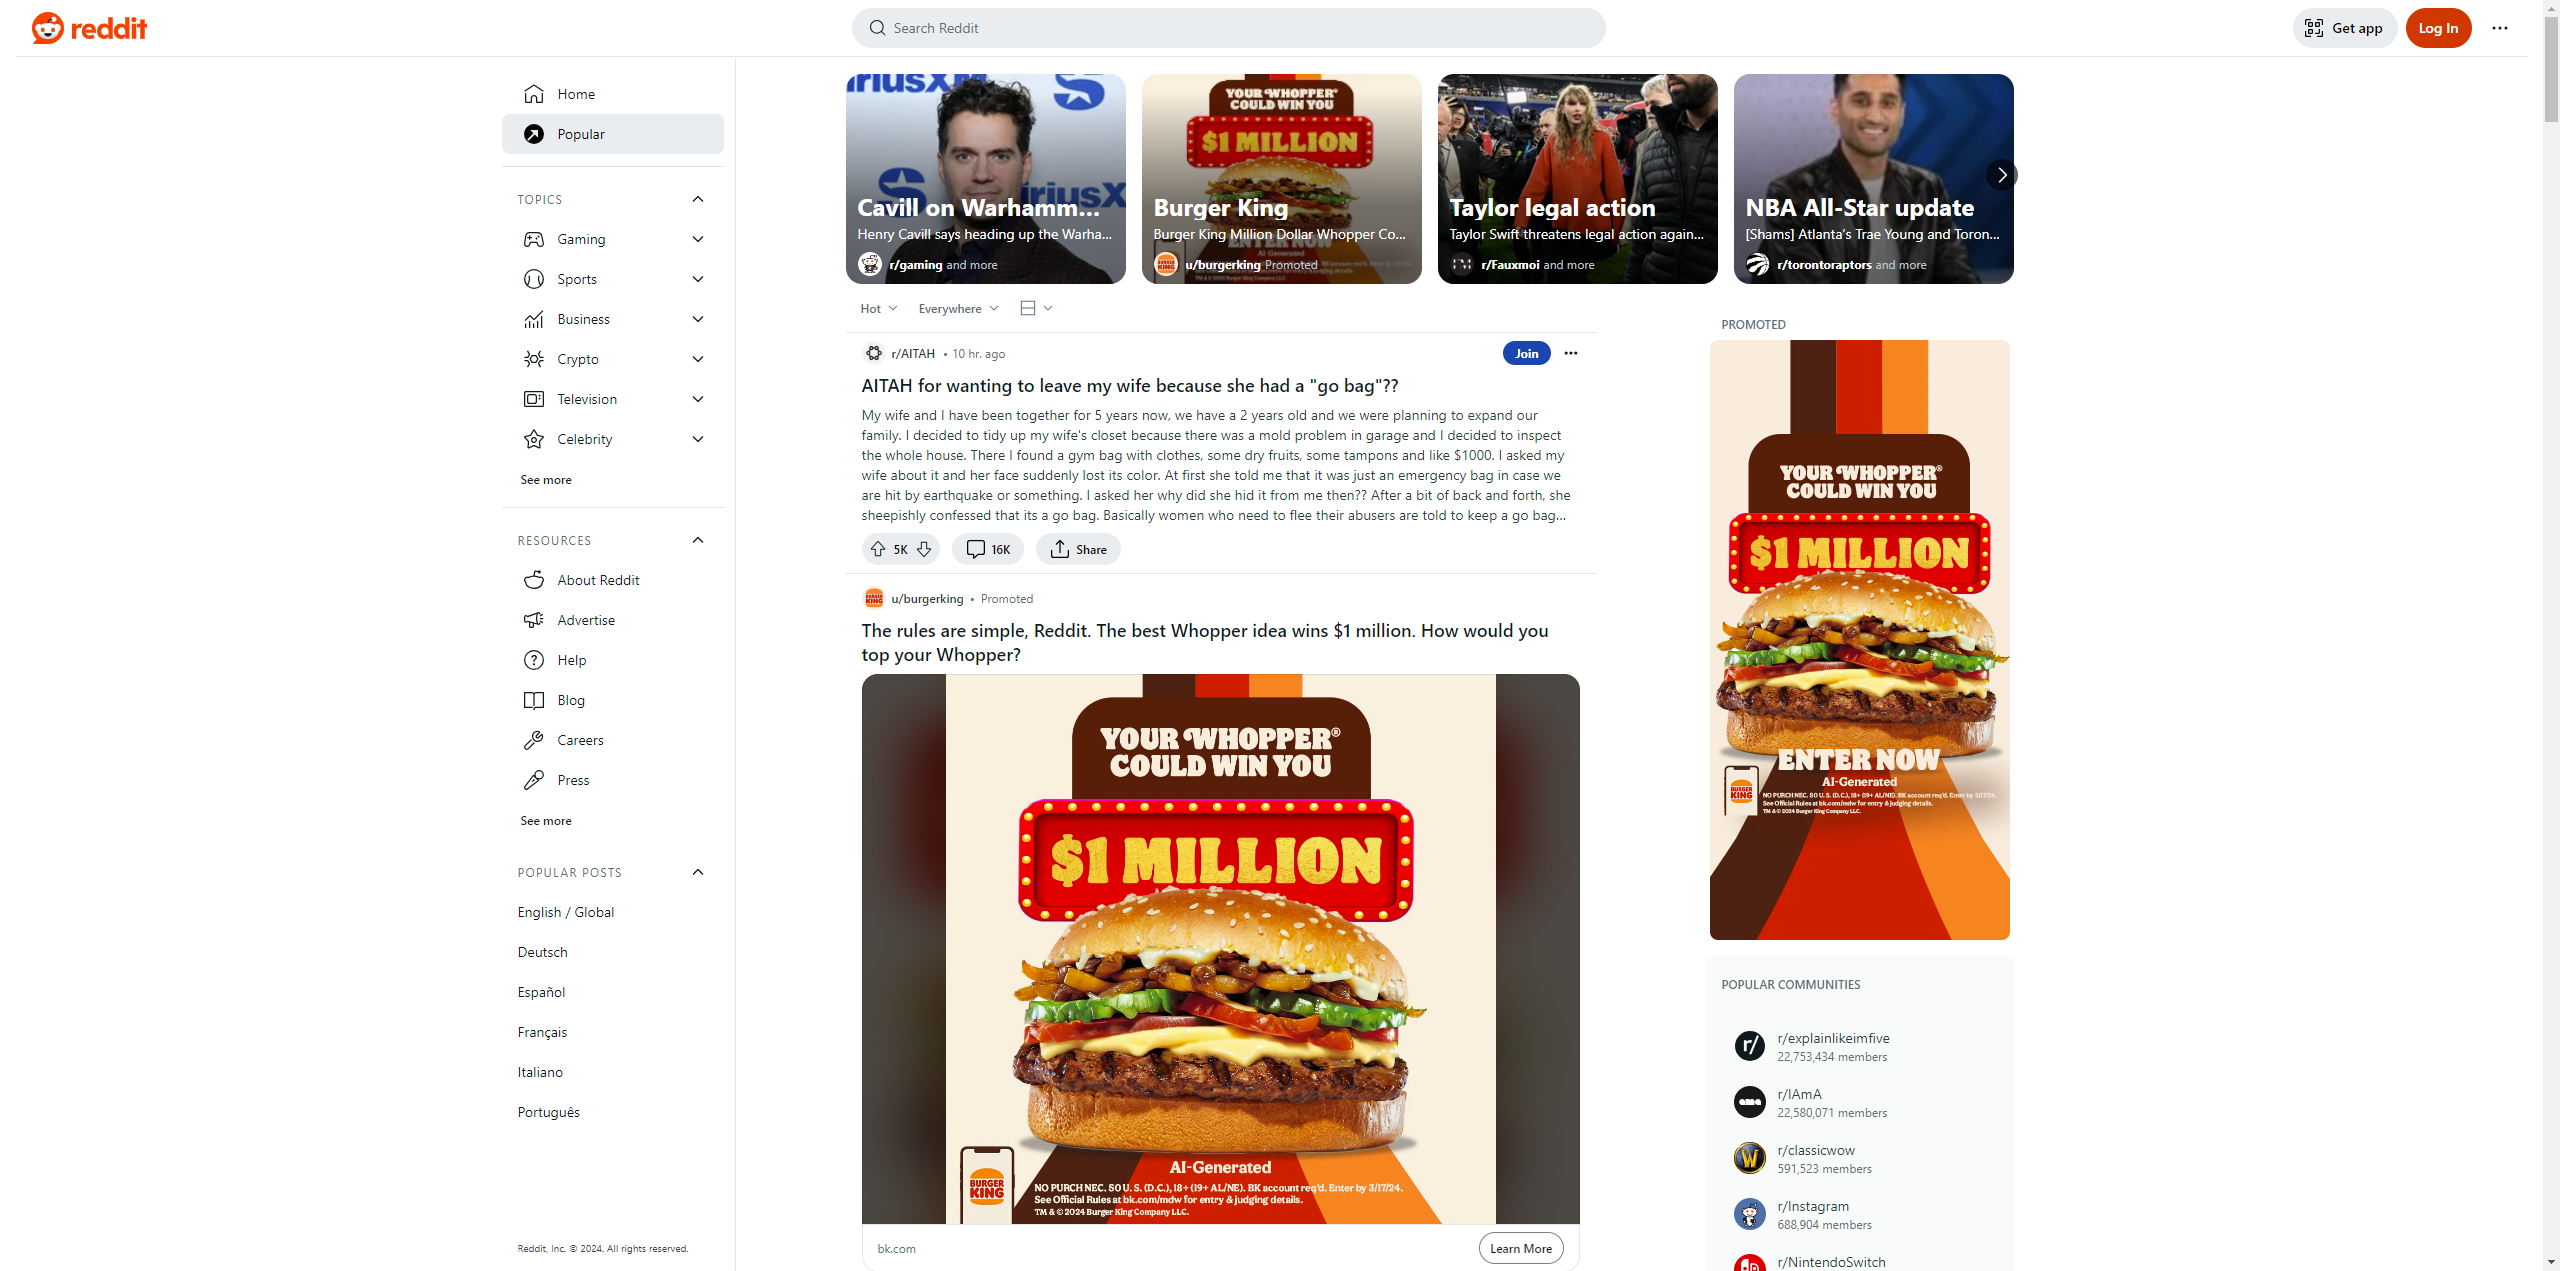 reddit
Search Reddit
Get app
Log In
Home
Popular
TOPICS
Gaming
Sports
Business
Crypto
Television
Celebrity
See more
RESOURCES
About Reddit
Advertise
Help
Blog
Careers
Press
See more
POPULAR POSTS
English / Global
Deutsch
Español
Français
Italiano
Português
Reddit, Inc. © 2024. All rights reserved.
Cavill on Warhamm...
Henry Cavill says heading up the Warha...
r/gaming and more
YOUR WHOPPER
COULD WIN YOU
$1 MILLION
Burger King
Burger King Million Dollar Whopper Co...
u/burgerking Promoted
Taylor legal action
Taylor Swift threatens legal action again...
r/Fauxmoi and more
NBA All-Star update
[Shams] Atlanta's Trae Young and Toron...
r/torontoraptors and more
Hot
Everywhere
r/AITAH • 10 hr. ago
Join
AITAH for wanting to leave my wife because she had a "go bag"??
My wife and I have been together for 5 years now, we have a 2 years old and we were planning to expand our
family. I decided to tidy up my wife's closet because there was a mold problem in garage and I decided to inspect
the whole house. There I found a gym bag with clothes, some dry fruits, some tampons and like $1000. I asked my
wife about it and her face suddenly lost its color. At first she told me that it was just an emergency bag in case we
are hit by earthquake or something. I asked her why did she hid it from me then?? After a bit of back and forth, she
sheepishly confessed that its a go bag. Basically women who need to flee their abusers are told to keep a go bag...
5K
16K
Share
u/burgerking • Promoted
The rules are simple, Reddit. The best Whopper idea wins $1 million. How would you
top your Whopper?
YOUR WHOPPER®
COULD WIN YOU
$1 MILLION
AI-Generated
BURGER
KING
NO PURCH NEC. 50 U.S. (D.C.), 18+ (19+ AL/NE). BK account req'd. Enter by 3/17/24.
See Official Rules at bk.com/mdw for entry & judging details.
TM & © 2024 Burger King Company LLC.
bk.com
Learn More
PROMOTED
YOUR WHOPPER®
COULD WIN YOU
$1 MILLION
ENTER NOW
AI-Generated
BURGER
KING
NO PURCH NEC. 50 U.S. (D.C.), 18+ (19+ AL/NE). BK account req'd. Enter by 3/17/24.
See Official Rules at bk.com/mdw for entry & judging details.
TM & © 2024 Burger King Company LLC.
POPULAR COMMUNITIES
r/explainlikeimfive
22,753,434 members
r/IAmA
22,580,071 members
r/classicwow
591,523 members
r/Instagram
688,904 members
r/NintendoSwitch